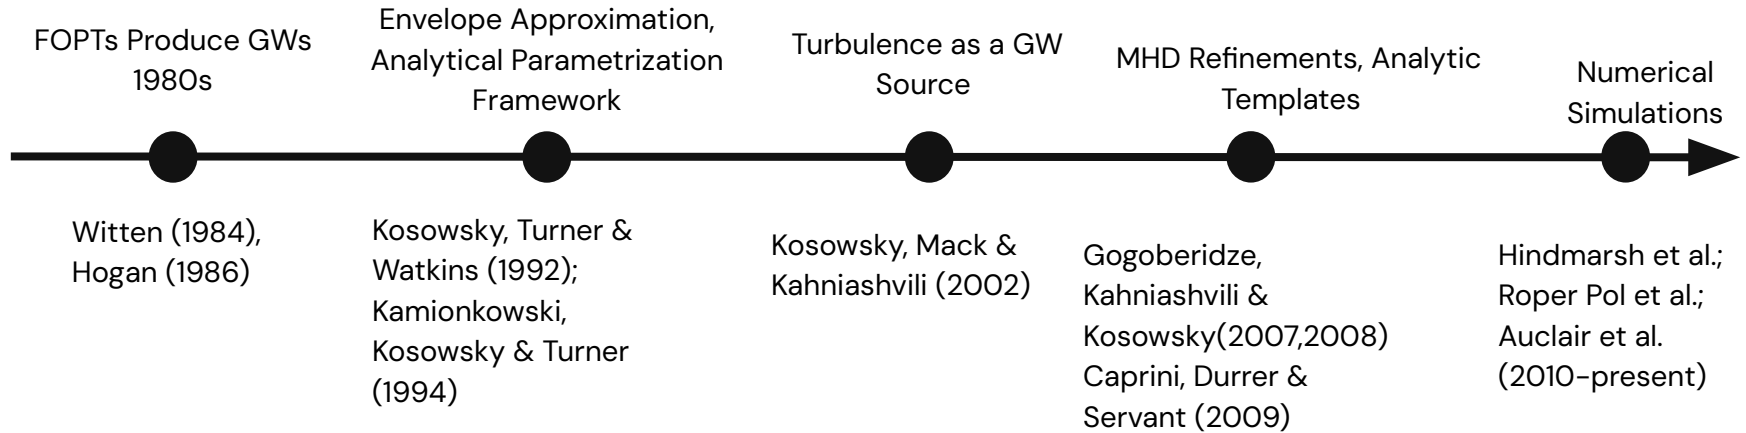 FOPTs Produce GWs
1980s
Envelope Approximation,
Analytical Parametrization
Framework
Turbulence as a GW
Source
MHD Refinements, Analytic
Templates
Numerical
Simulations
Witten (1984),
Hogan (1986)
Kosowsky, Turner &
Watkins (1992);
Kamionkowski,
Kosowsky & Turner
(1994)
Kosowsky, Mack &
Kahniashvili (2002)
Gogoberidze,
Kahniashvili &
Kosowsky(2007,2008)
Caprini, Durrer &
Servant (2009)
Hindmarsh et al.;
Roper Pol et al.;
Auclair et al.
(2010-present)